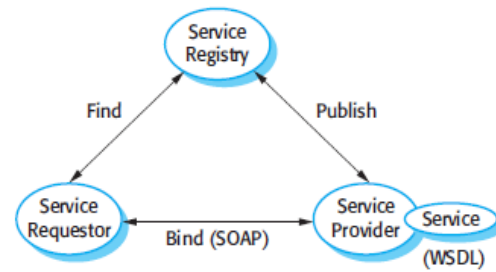 Service
Registry
Find
Publish
Service
Requestor
Bind (SOAP)
Service
Provider
Service
(WSDL)